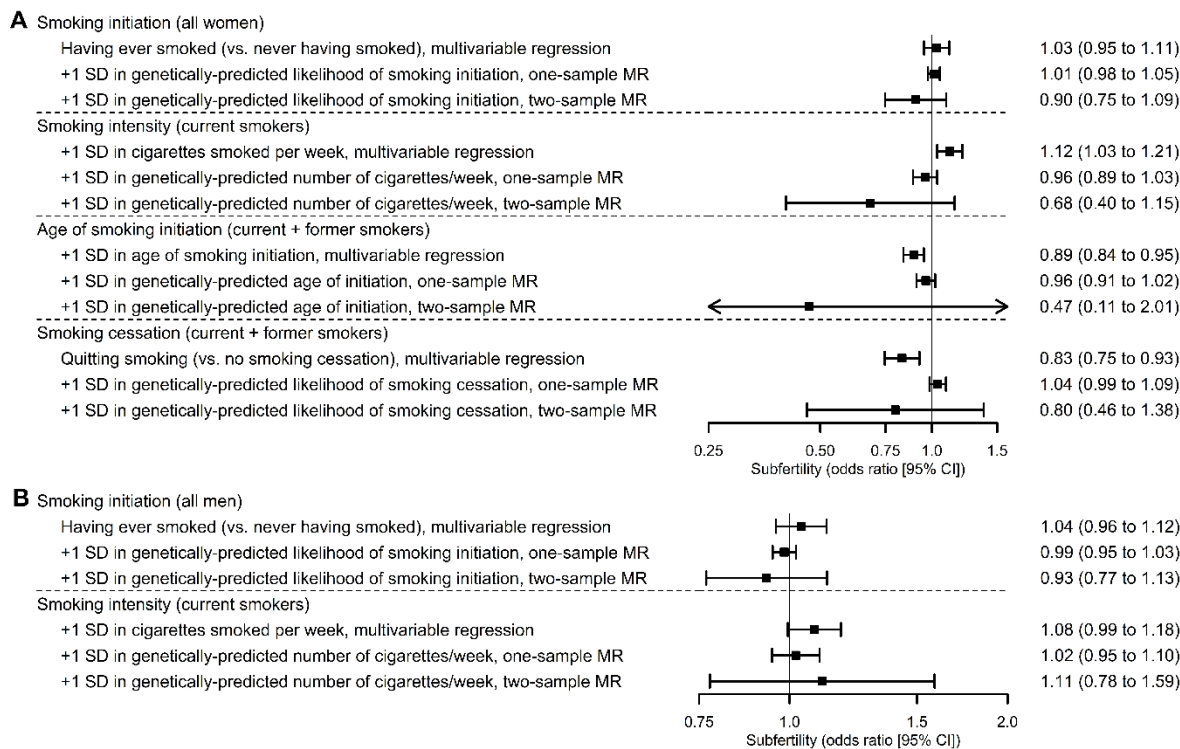 A Smoking initiation (all women)
Having ever smoked (vs. never having smoked), multivariable regression 1.03 (0.95 to 1.11)
+1 SD in genetically-predicted likelihood of smoking initiation, one-sample MR 1.01 (0.98 to 1.05)
+1 SD in genetically-predicted likelihood of smoking initiation, two-sample MR 0.90 (0.75 to 1.09)
Smoking intensity (current smokers)
+1 SD in cigarettes smoked per week, multivariable regression 1.12 (1.03 to 1.21)
+1 SD in genetically-predicted number of cigarettes/week, one-sample MR 0.96 (0.89 to 1.03)
+1 SD in genetically-predicted number of cigarettes/week, two-sample MR 0.68 (0.40 to 1.15)
Age of smoking initiation (current + former smokers)
+1 SD in age of smoking initiation, multivariable regression 0.89 (0.84 to 0.95)
+1 SD in genetically-predicted age of initiation, one-sample MR 0.96 (0.91 to 1.02)
+1 SD in genetically-predicted age of initiation, two-sample MR 0.47 (0.11 to 2.01)
Smoking cessation (current + former smokers)
Quitting smoking (vs. no smoking cessation), multivariable regression 0.83 (0.75 to 0.93)
+1 SD in genetically-predicted likelihood of smoking cessation, one-sample MR 1.04 (0.99 to 1.09)
+1 SD in genetically-predicted likelihood of smoking cessation, two-sample MR 0.80 (0.46 to 1.38)
0.25 0.50 0.75 1.0 1.5
Subfertility (odds ratio [95% CI])
B Smoking initiation (all men)
Having ever smoked (vs. never having smoked), multivariable regression 1.04 (0.96 to 1.12)
+1 SD in genetically-predicted likelihood of smoking initiation, one-sample MR 0.99 (0.95 to 1.03)
+1 SD in genetically-predicted likelihood of smoking initiation, two-sample MR 0.93 (0.77 to 1.13)
Smoking intensity (current smokers)
+1 SD in cigarettes smoked per week, multivariable regression 1.08 (0.99 to 1.18)
+1 SD in genetically-predicted number of cigarettes/week, one-sample MR 1.02 (0.95 to 1.10)
+1 SD in genetically-predicted number of cigarettes/week, two-sample MR 1.11 (0.78 to 1.59)
0.75 1.0 1.5 2.0
Subfertility (odds ratio [95% CI])